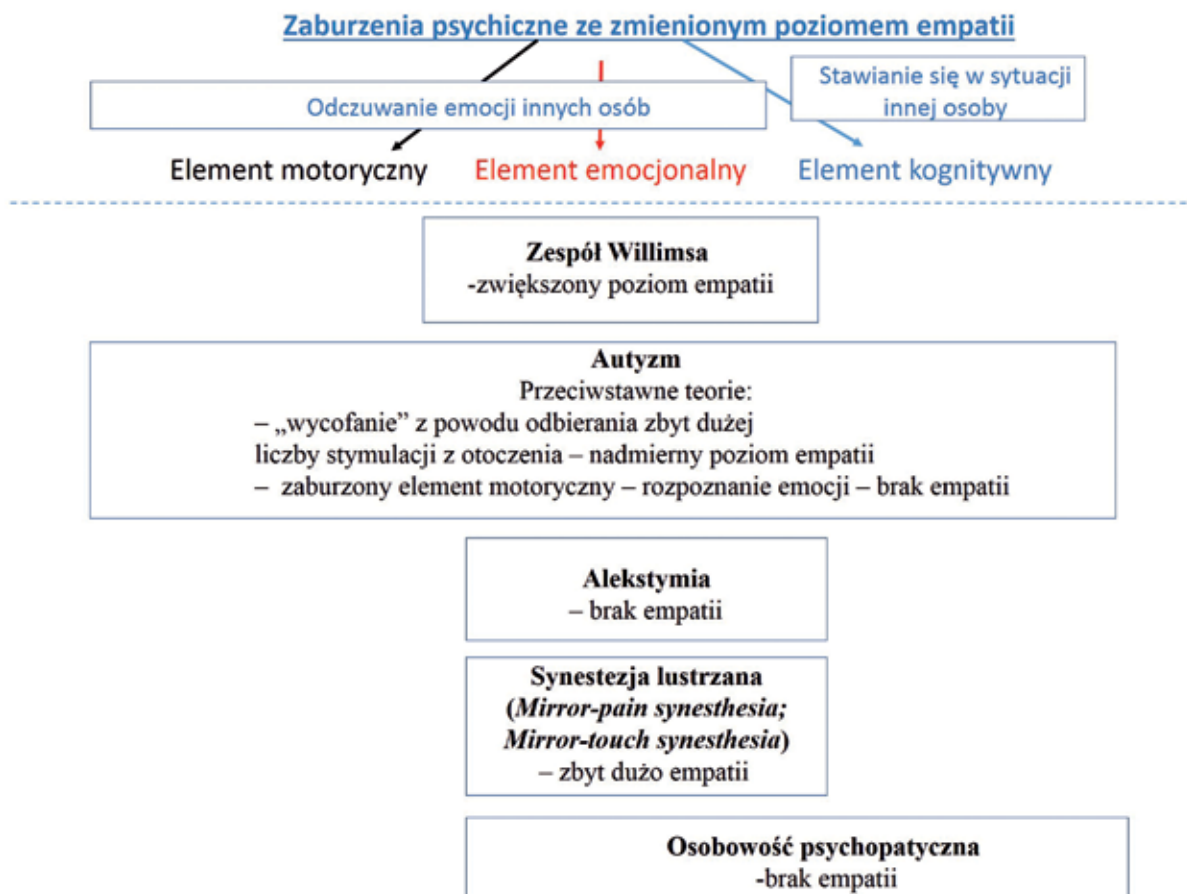 Zaburzenia psychiczne ze zmienionym poziomem empatii
Odczuwanie emocji innych osób
Stawianie się w sytuacji
innej osoby
Element motoryczny
Element emocjonalny
Element kognitywny
Zespół Willimsa
-zwiększony poziom empatii
Autyzm
Przeciwstawne teorie:
– „wycofanie” z powodu odbierania zbyt dużej
liczby stymulacji z otoczenia – nadmierny poziom empatii
– zaburzony element motoryczny – rozpoznanie emocji – brak empatii
Alekstymia
– brak empatii
Synestezja lustrzana
(Mirror-pain synesthesia;
Mirror-touch synesthesia)
– zbyt dużo empatii
Osobowość psychopatyczna
-brak empatii